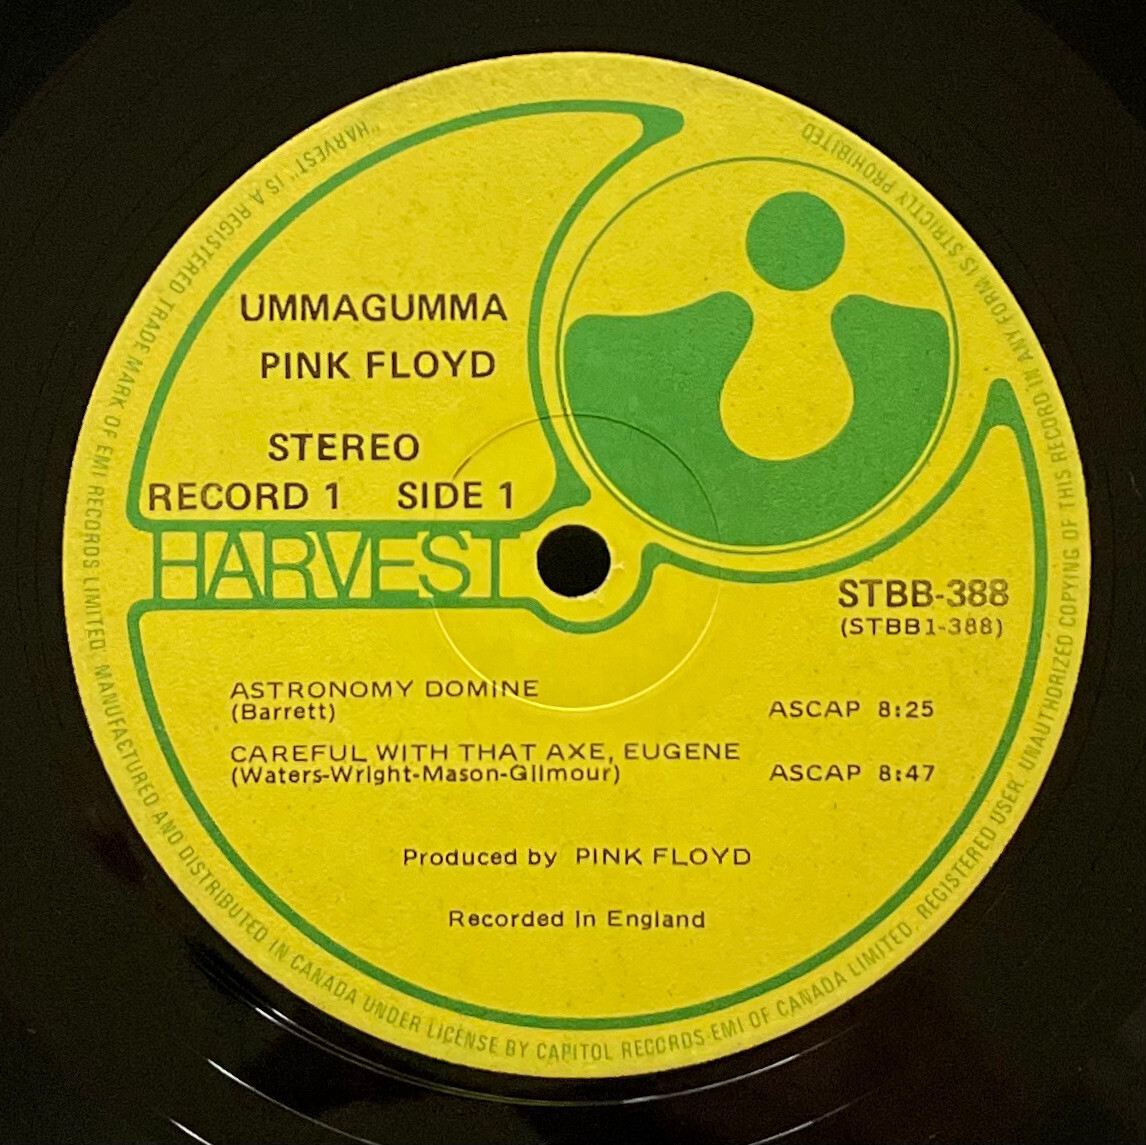 UMMAGUMMA
PINK FLOYD
STEREO
RECORD 1 SIDE 1
HARVEST
STBB-388
(STBB1-388)
ASTRONOMY DOMINE
(Barrett) ASCAP 8:25
CAREFUL WITH THAT AXE, EUGENE
(Waters-Wright-Mason-Gilmour) ASCAP 8:47
Produced by PINK FLOYD
Recorded in England
"HARVEST" IS A REGISTERED TRADE MARK OF EMI RECORDS LIMITED. MANUFACTURED AND DISTRIBUTED IN CANADA UNDER LICENSE BY CAPITOL RECORDS-EMI OF CANADA LIMITED, REGISTERED USER. UNAUTHORIZED COPYING OF THIS RECORD IN ANY FORM IS STRICTLY PROHIBITED